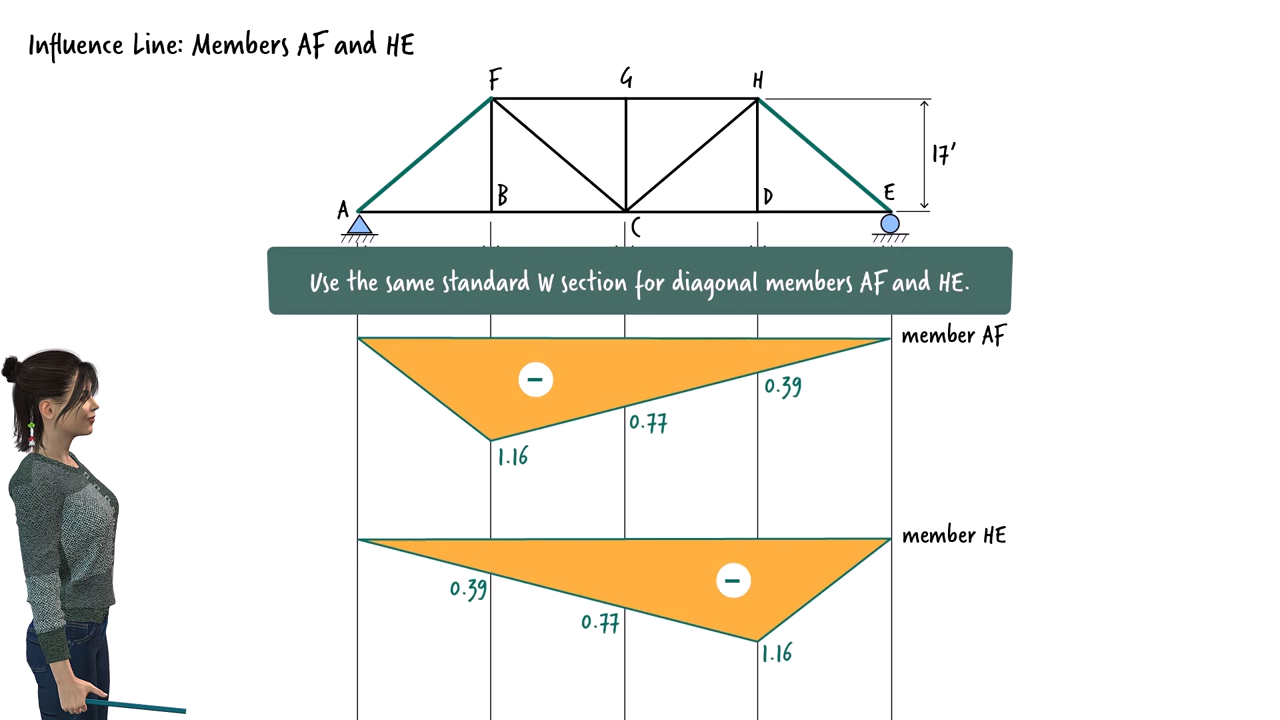 Influence Line: Members AF and HE
F
G
H
17'
A
B
C
D
E
Use the same standard W section for diagonal members AF and HE.
member AF
−
0.39
0.77
1.16
member HE
−
0.39
0.77
1.16